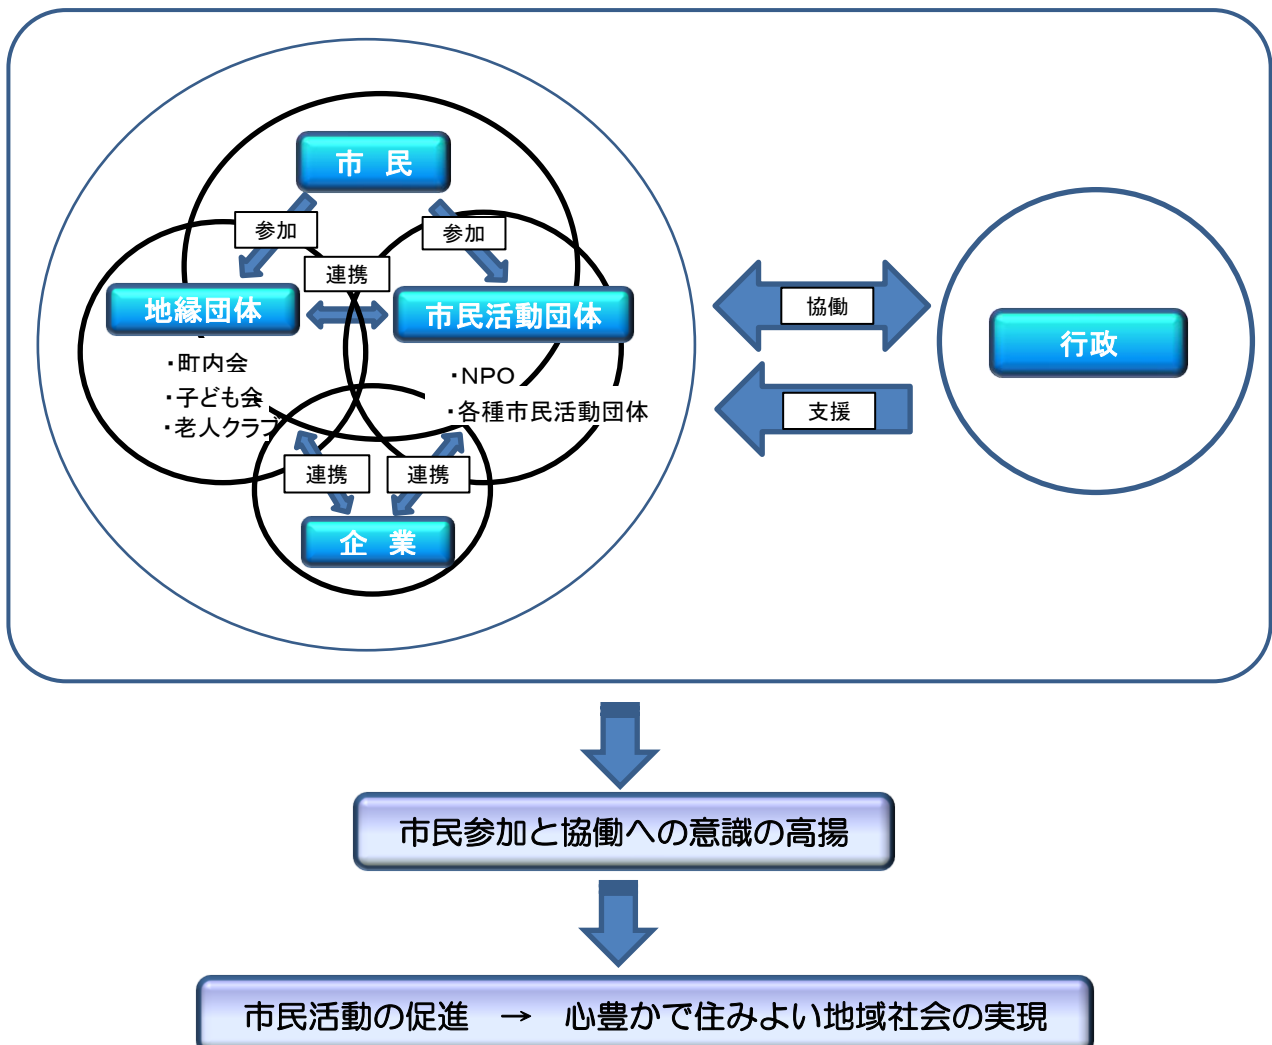 市　民
参加
参加
連携
地縁団体
市民活動団体
・町内会
・子ども会
・老人クラブ
・NPO
・各種市民活動団体
連携
連携
企　業
協働
支援
行政
市民参加と協働への意識の高揚
市民活動の促進　→　心豊かで住みよい地域社会の実現